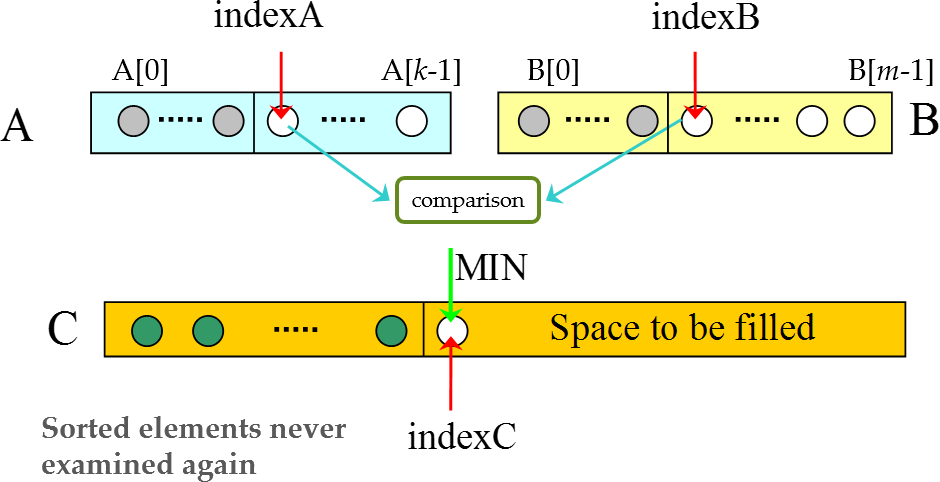 indexA
indexB
A[0]
A[k-1]
B[0]
B[m-1]
A
B
comparison
MIN
C
Space to be filled
Sorted elements never
examined again
indexC